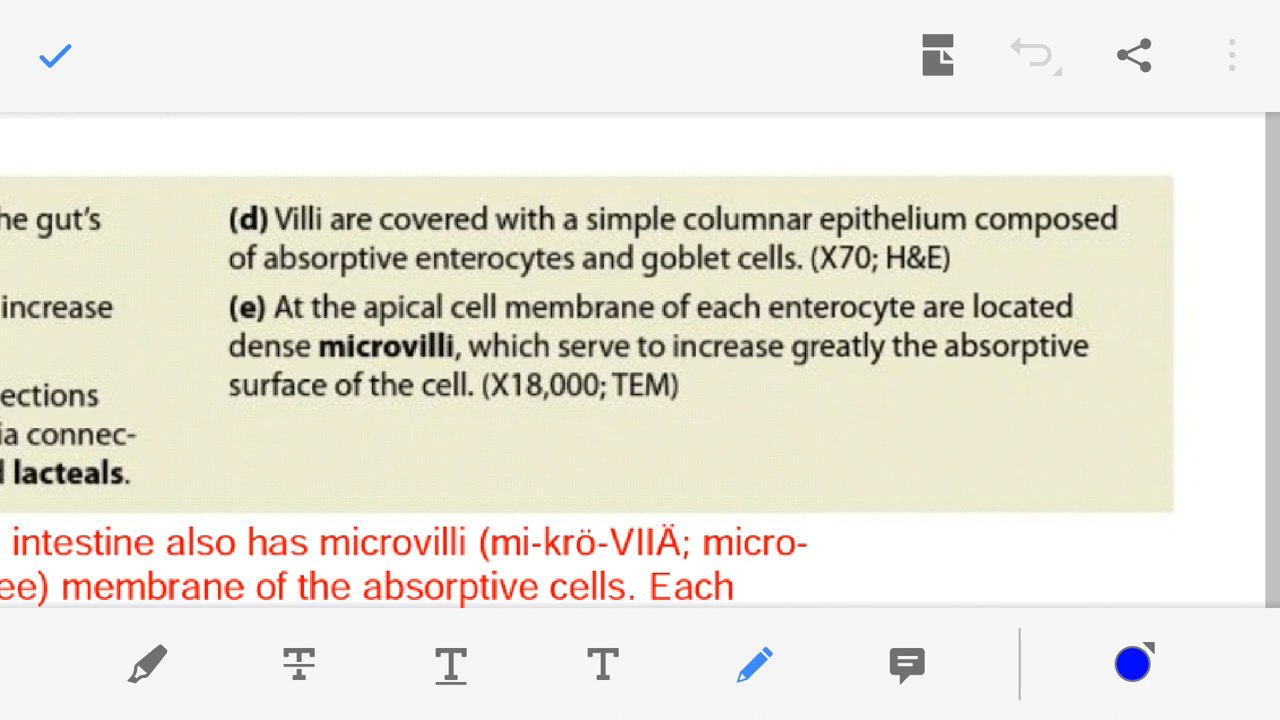 he gut's
increase
ections
ia connec-
lacteals.
(d) Villi are covered with a simple columnar epithelium composed
of absorptive enterocytes and goblet cells. (X70; H&E)
(e) At the apical cell membrane of each enterocyte are located
dense microvilli, which serve to increase greatly the absorptive
surface of the cell. (X18,000; TEM)
intestine also has microvilli (mi-krö-VIIÄ; micro-
ee) membrane of the absorptive cells. Each